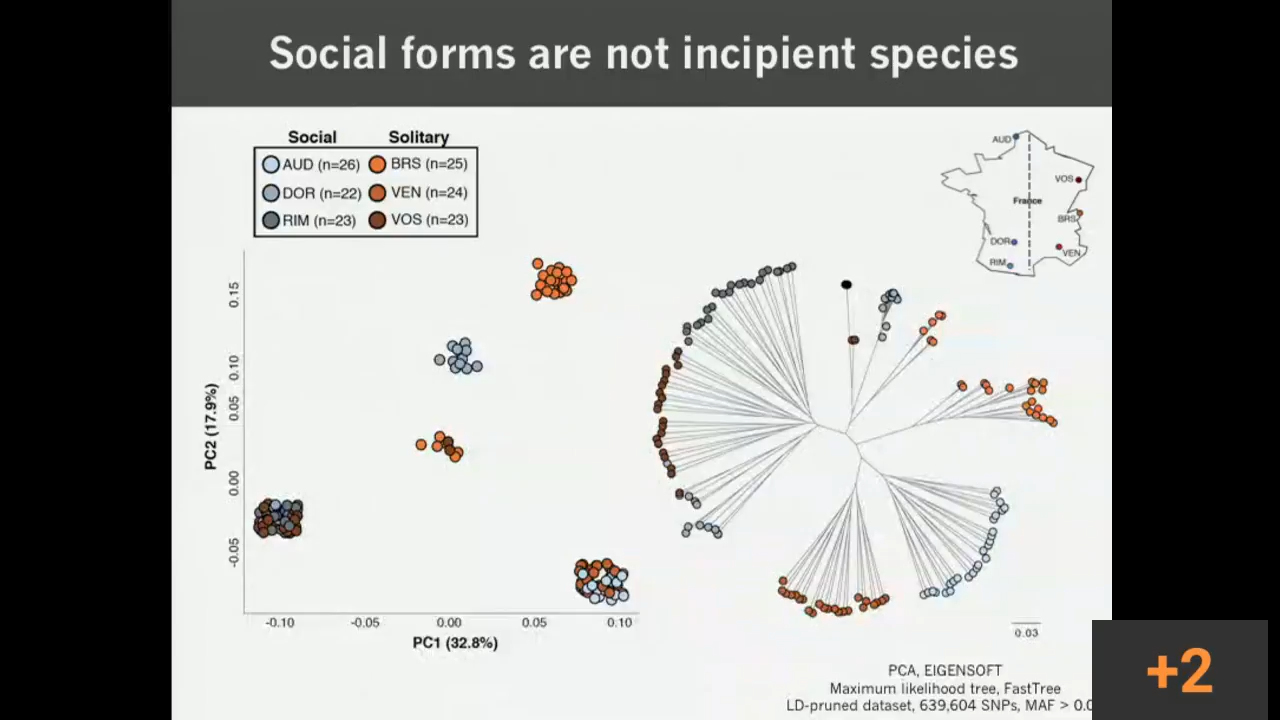 Social forms are not incipient species
Social Solitary
AUD (n=26) BRS (n=25)
DOR (n=22) VEN (n=24)
RIM (n=23) VOS (n=23)
AUD
VOS
France
BRS
DOR
VEN
RIM
0.15
0.10
0.05
0.00
-0.05
PC2 (17.9%)
-0.10 -0.05 0.00 0.05 0.10
PC1 (32.8%)
0.03
PCA, EIGENSOFT
Maximum likelihood tree, FastTree
LD-pruned dataset, 639,604 SNPs, MAF > 0.0
+2